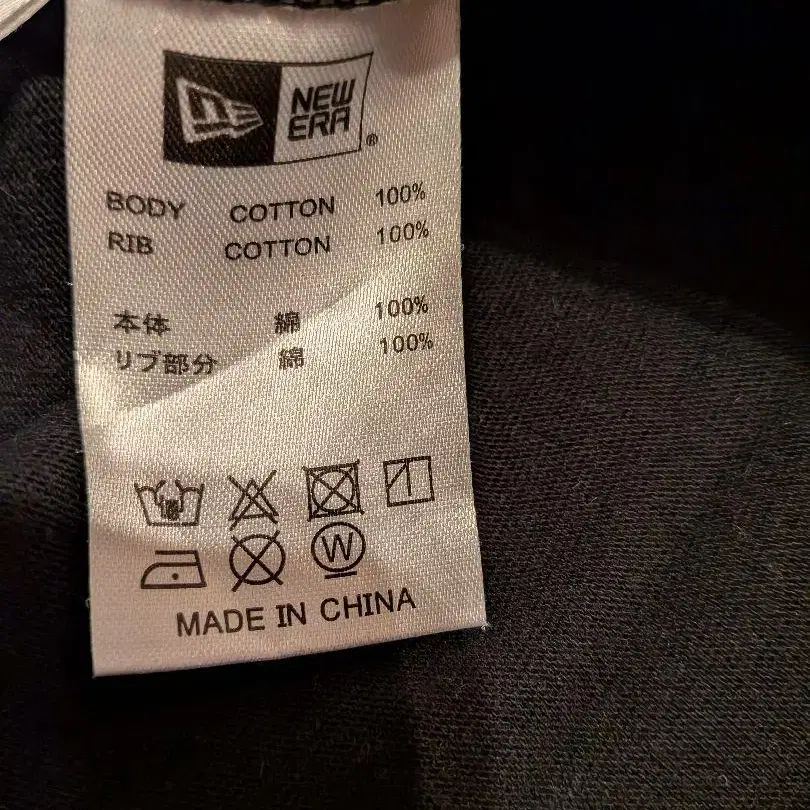 NEW
ERA
®
BODY COTTON 100%
RIB COTTON 100%
本体 綿 100%
リブ部分 綿 100%
W
MADE IN CHINA